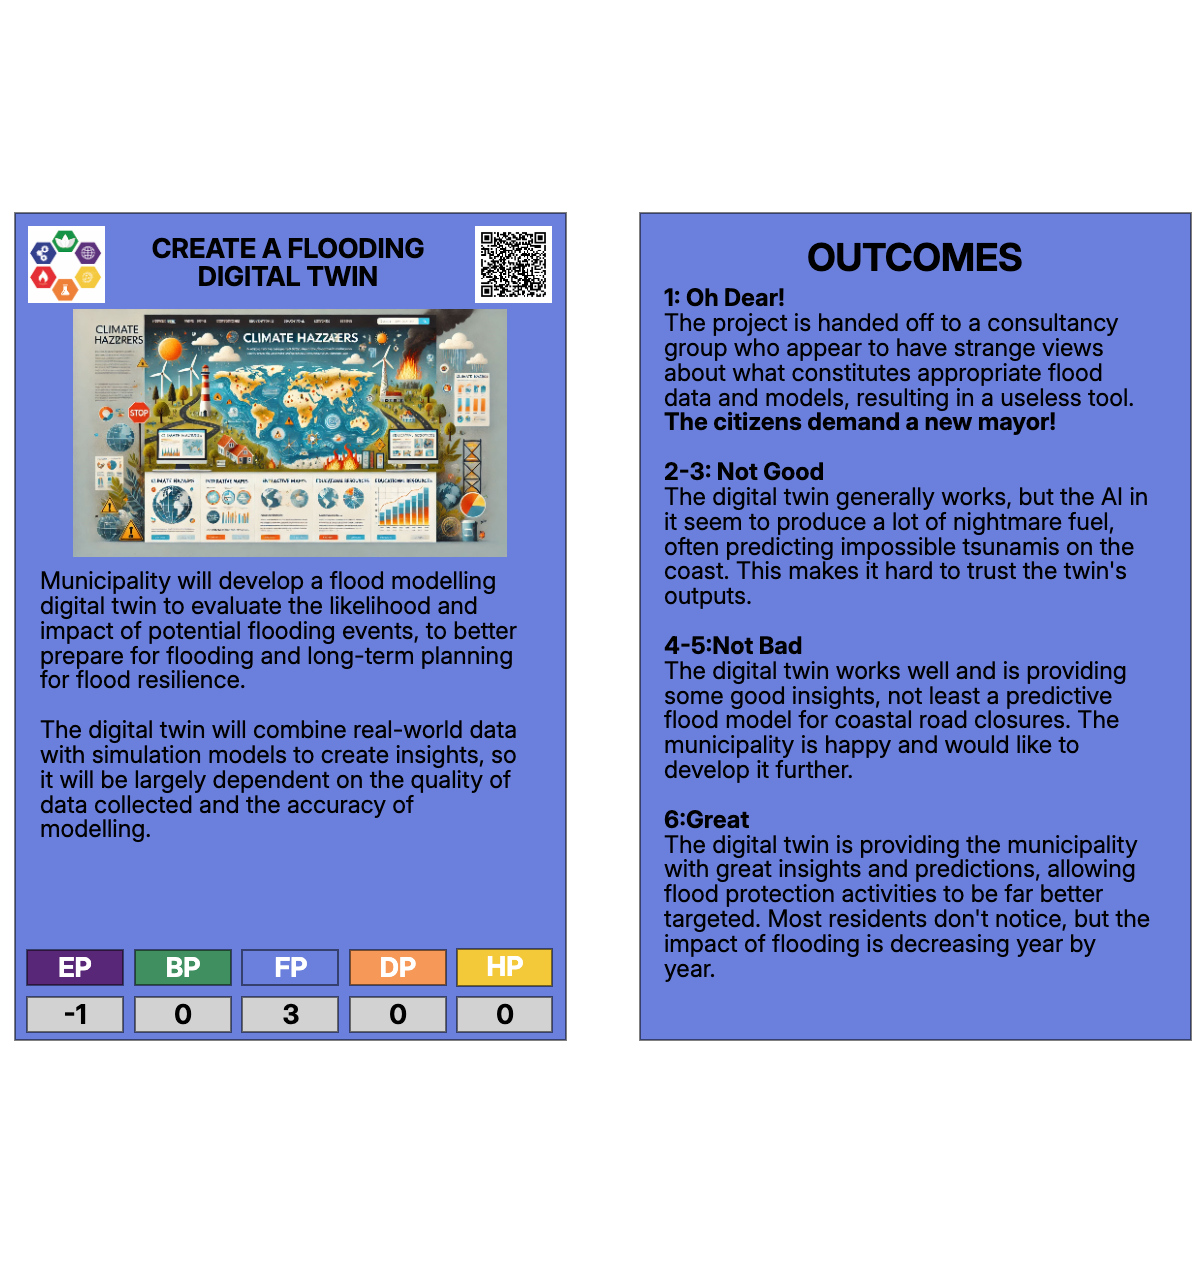 CREATE A FLOODING
DIGITAL TWIN
CLIMATE
HAZZRERS
CLIMATE HAZZAERS
STOP
Municipality will develop a flood modelling
digital twin to evaluate the likelihood and
impact of potential flooding events, to better
prepare for flooding and long-term planning
for flood resilience.
The digital twin will combine real-world data
with simulation models to create insights, so
it will be largely dependent on the quality of
data collected and the accuracy of
modelling.
EP BP FP DP HP
-1 0 3 0 0
OUTCOMES
1: Oh Dear!
The project is handed off to a consultancy
group who appear to have strange views
about what constitutes appropriate flood
data and models, resulting in a useless tool.
The citizens demand a new mayor!
2-3: Not Good
The digital twin generally works, but the AI in
it seem to produce a lot of nightmare fuel,
often predicting impossible tsunamis on the
coast. This makes it hard to trust the twin's
outputs.
4-5:Not Bad
The digital twin works well and is providing
some good insights, not least a predictive
flood model for coastal road closures. The
municipality is happy and would like to
develop it further.
6:Great
The digital twin is providing the municipality
with great insights and predictions, allowing
flood protection activities to be far better
targeted. Most residents don't notice, but the
impact of flooding is decreasing year by
year.